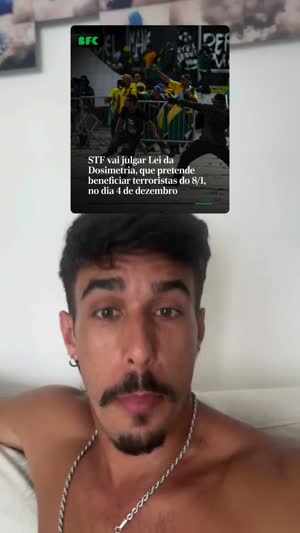 BFC
STF vai julgar Lei da
Dosimetria, que pretende
beneficiar terroristas do 8/1,
no dia 4 de dezembro